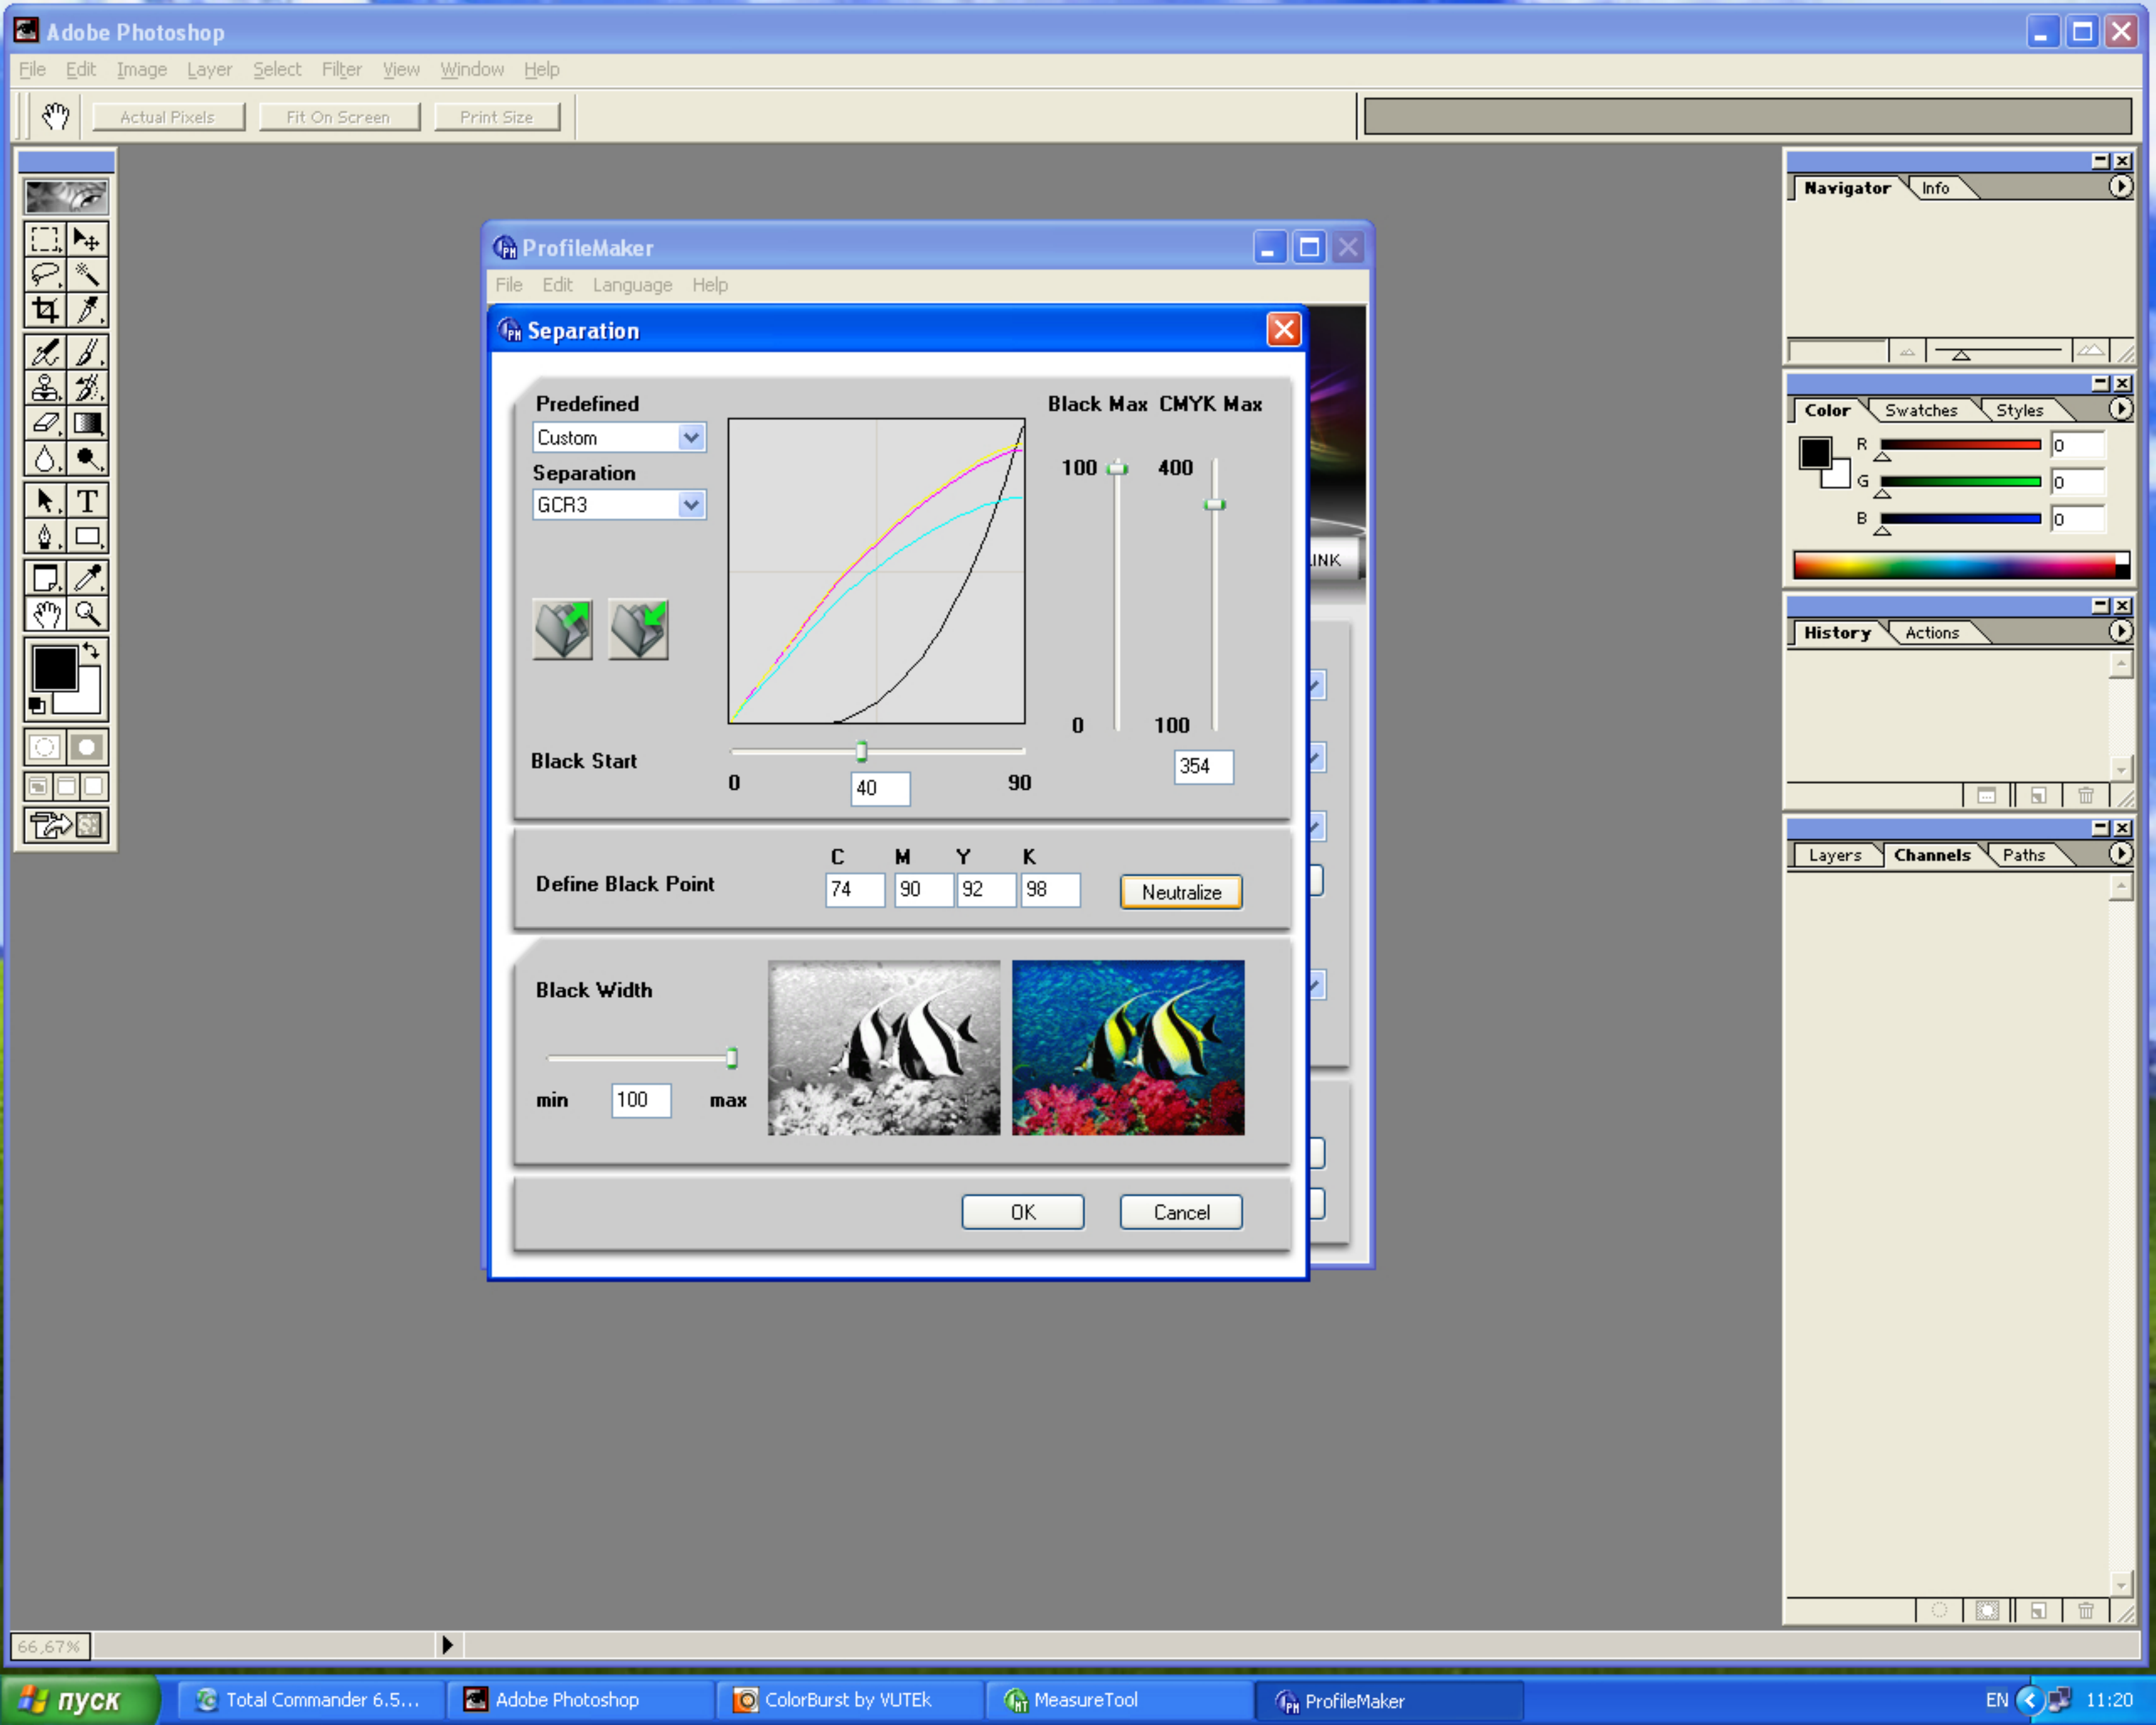 Adobe Photoshop
File Edit Image Layer Select Filter View Window Help
Actual Pixels Fit On Screen Print Size
Navigator Info
ProfileMaker
File Edit Language Help
Separation
Predefined
Custom
Separation
GCR3
Black Max CMYK Max
100 400
0 100
354
Black Start
0 40 90
C M Y K
Define Black Point 74 90 92 98 Neutralize
Black Width
min 100 max
OK Cancel
INK
Color Swatches Styles
R 0
G 0
B 0
History Actions
Layers Channels Paths
T
66,67%
пуск Total Commander 6.5... Adobe Photoshop ColorBurst by VUTEk MeasureTool ProfileMaker EN 11:20